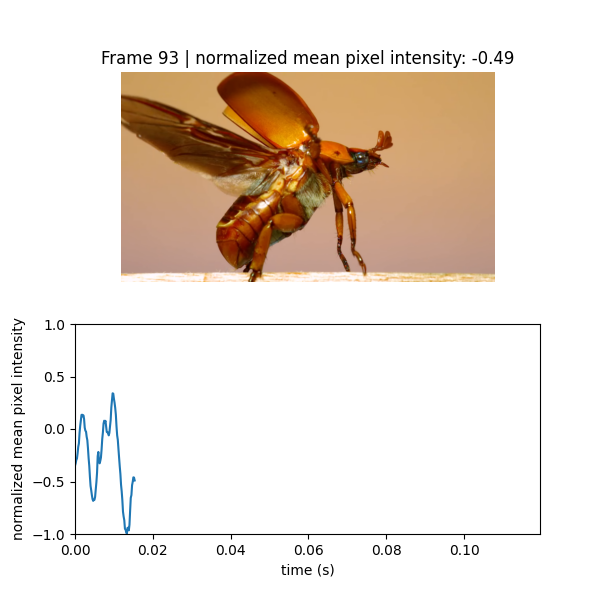 Frame 93 | normalized mean pixel intensity: -0.49
normalized mean pixel intensity
1.0
0.5
0.0
−0.5
−1.0
0.00 0.02 0.04 0.06 0.08 0.10
time (s)